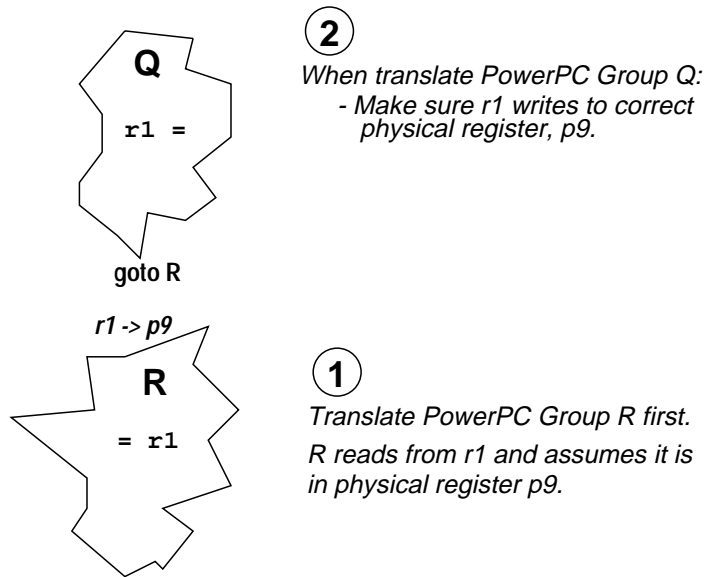 Q
r1 =
goto R
2
When translate PowerPC Group Q:
- Make sure r1 writes to correct
physical register, p9.
r1 -> p9
R
= r1
1
Translate PowerPC Group R first.
R reads from r1 and assumes it is
in physical register p9.